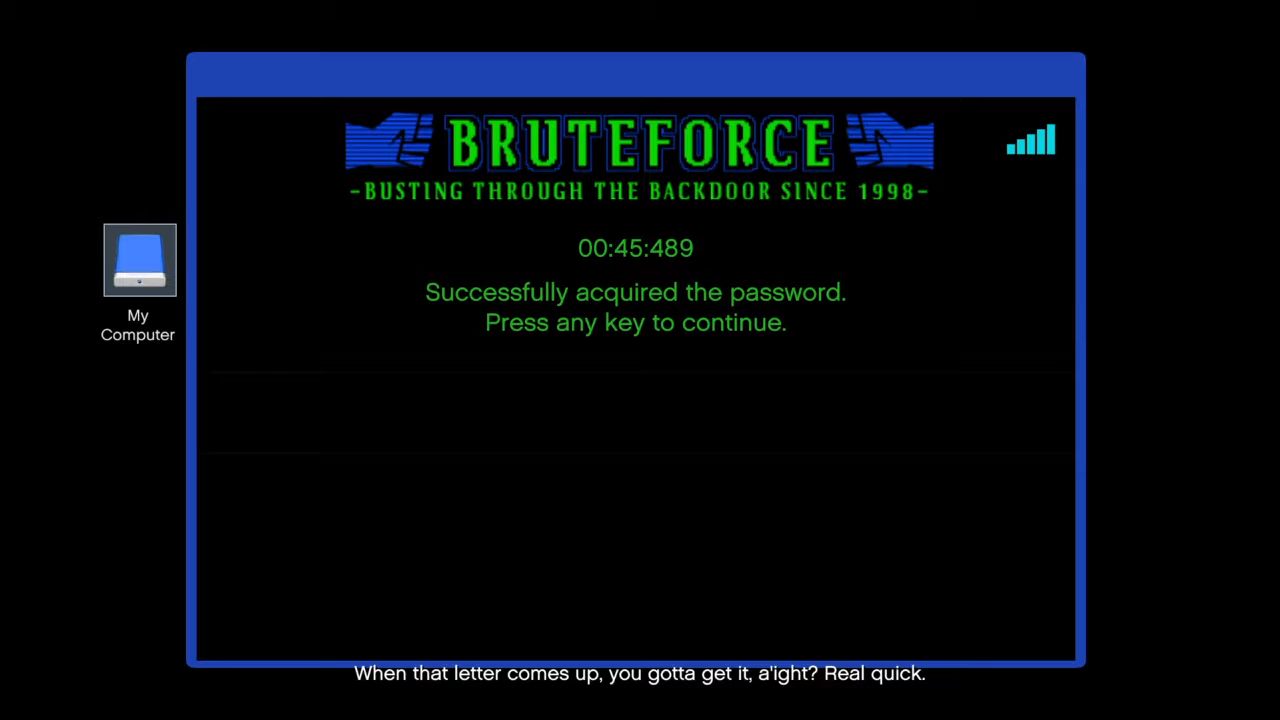 BRUTEFORCE
-BUSTING THROUGH THE BACKDOOR SINCE 1998-
00:45:489
Successfully acquired the password.
Press any key to continue.
My
Computer
When that letter comes up, you gotta get it, a'ight? Real quick.